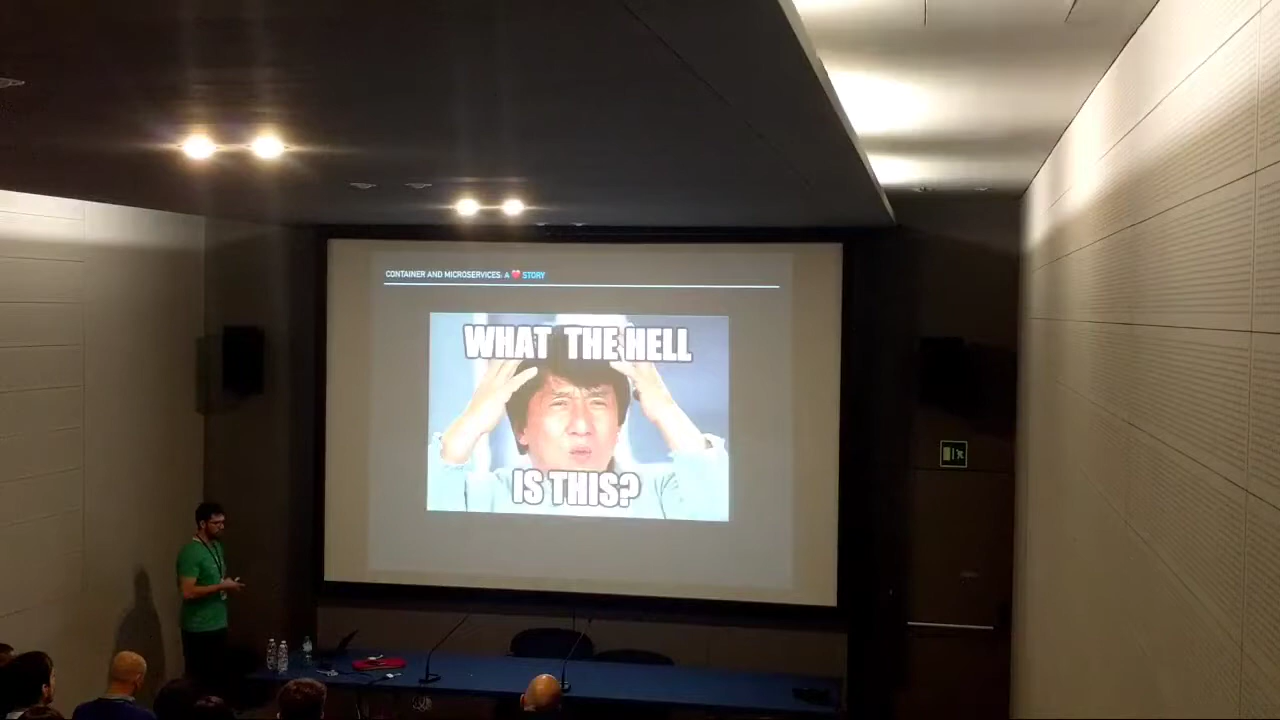 CONTAINER AND MICROSERVICES: A ❤ STORY
WHAT THE HELL
IS THIS?